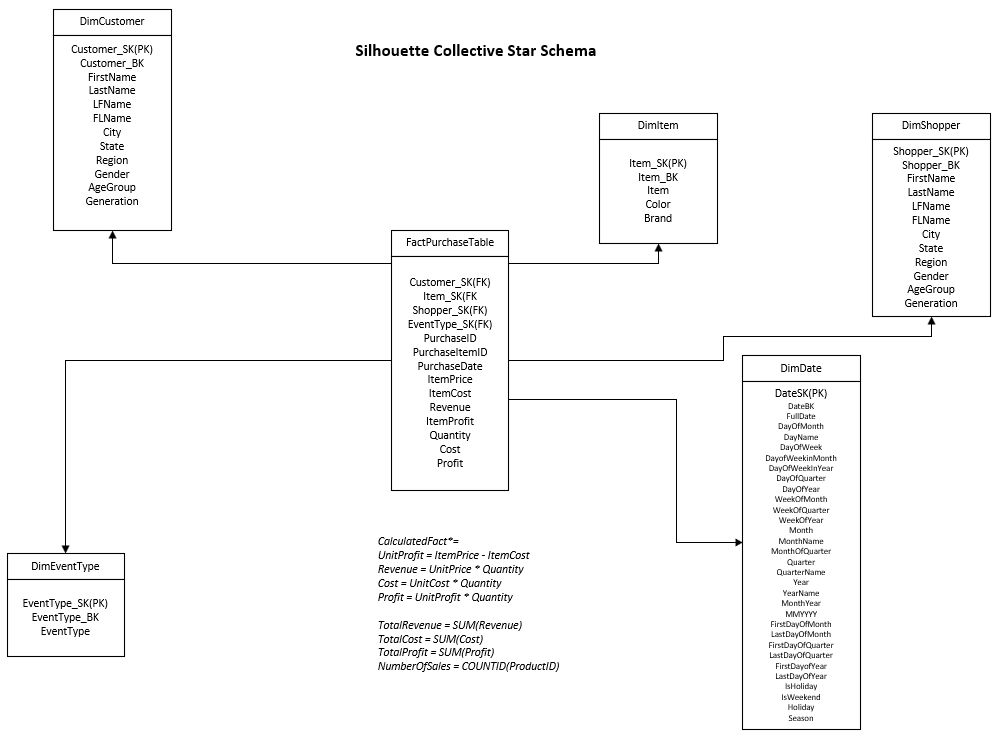 DimCustomer
Customer_SK(PK)
Customer_BK
FirstName
LastName
LFName
FLName
City
State
Region
Gender
AgeGroup
Generation
Silhouette Collective Star Schema
DimItem
Item_SK(PK)
Item_BK
Item
Color
Brand
DimShopper
Shopper_SK(PK)
Shopper_BK
FirstName
LastName
LFName
FLName
City
State
Region
Gender
AgeGroup
Generation
FactPurchaseTable
Customer_SK(FK)
Item_SK(FK
Shopper_SK(FK)
EventType_SK(FK)
PurchaseID
PurchaseItemID
PurchaseDate
ItemPrice
ItemCost
Revenue
ItemProfit
Quantity
Cost
Profit
DimDate
DateSK(PK)
DateBK
FullDate
DayOfMonth
DayName
DayOfWeek
DayofWeekinMonth
DayOfWeekInYear
DayOfQuarter
DayOfYear
WeekOfMonth
WeekOfQuarter
WeekOfYear
Month
MonthName
MonthOfQuarter
Quarter
QuarterName
Year
YearName
MonthYear
MMYYYY
FirstDayOfMonth
LastDayOfMonth
FirstDayOfQuarter
LastDayOfQuarter
FirstDayofYear
LastDayOfYear
IsHoliday
IsWeekend
Holiday
Season
DimEventType
EventType_SK(PK)
EventType_BK
EventType
CalculatedFact*=
UnitProfit = ItemPrice - ItemCost
Revenue = UnitPrice * Quantity
Cost = UnitCost * Quantity
Profit = UnitProfit * Quantity
TotalRevenue = SUM(Revenue)
TotalCost = SUM(Cost)
TotalProfit = SUM(Profit)
NumberOfSales = COUNTID(ProductID)